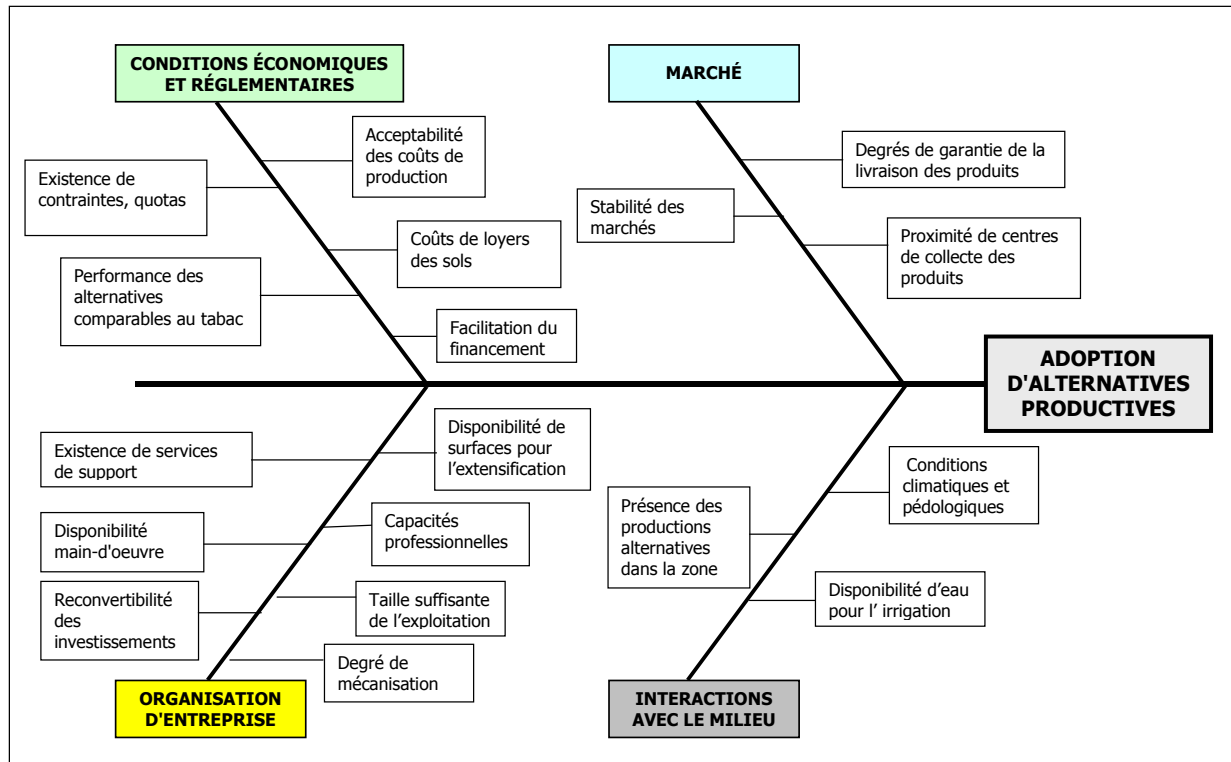 CONDITIONS ÉCONOMIQUES
ET RÉGLEMENTAIRES
MARCHÉ
Acceptabilité
des coûts de
production
Existence de
contraintes, quotas
Coûts de loyers
des sols
Performance des
alternatives
comparables au tabac
Facilitation du
financement
Degrés de garantie de la
livraison des produits
Stabilité des
marchés
Proximité de centres
de collecte des
produits
ADOPTION
D'ALTERNATIVES
PRODUCTIVES
Disponibilité de
surfaces pour
l'extensification
Existence de services
de support
Capacités
professionnelles
Disponibilité
main-d'oeuvre
Taille suffisante
de l'exploitation
Reconvertibilité
des
investissements
Degré de
mécanisation
Conditions
climatiques et
pédologiques
Présence des
productions
alternatives
dans la zone
Disponibilité d'eau
pour l' irrigation
ORGANISATION
D'ENTREPRISE
INTERACTIONS
AVEC LE MILIEU